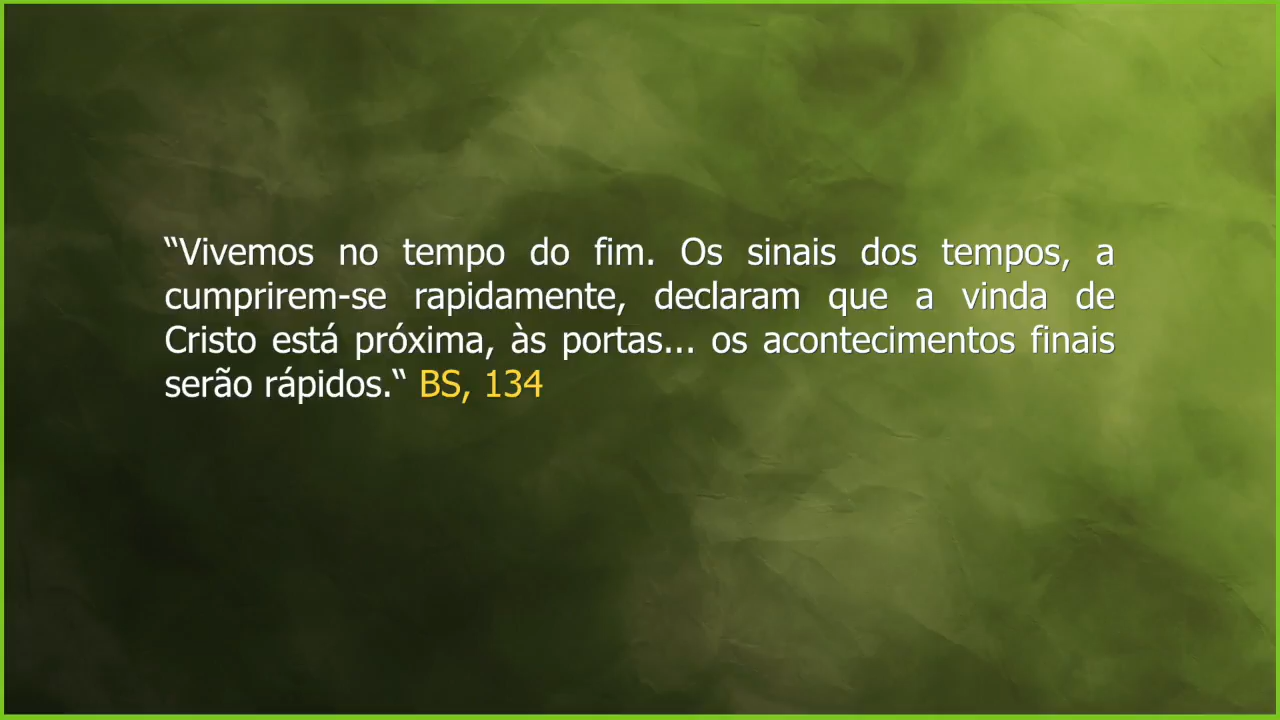 “Vivemos no tempo do fim. Os sinais dos tempos, a
cumprirem-se rapidamente, declaram que a vinda de
Cristo está próxima, às portas... os acontecimentos finais
serão rápidos.“ BS, 134